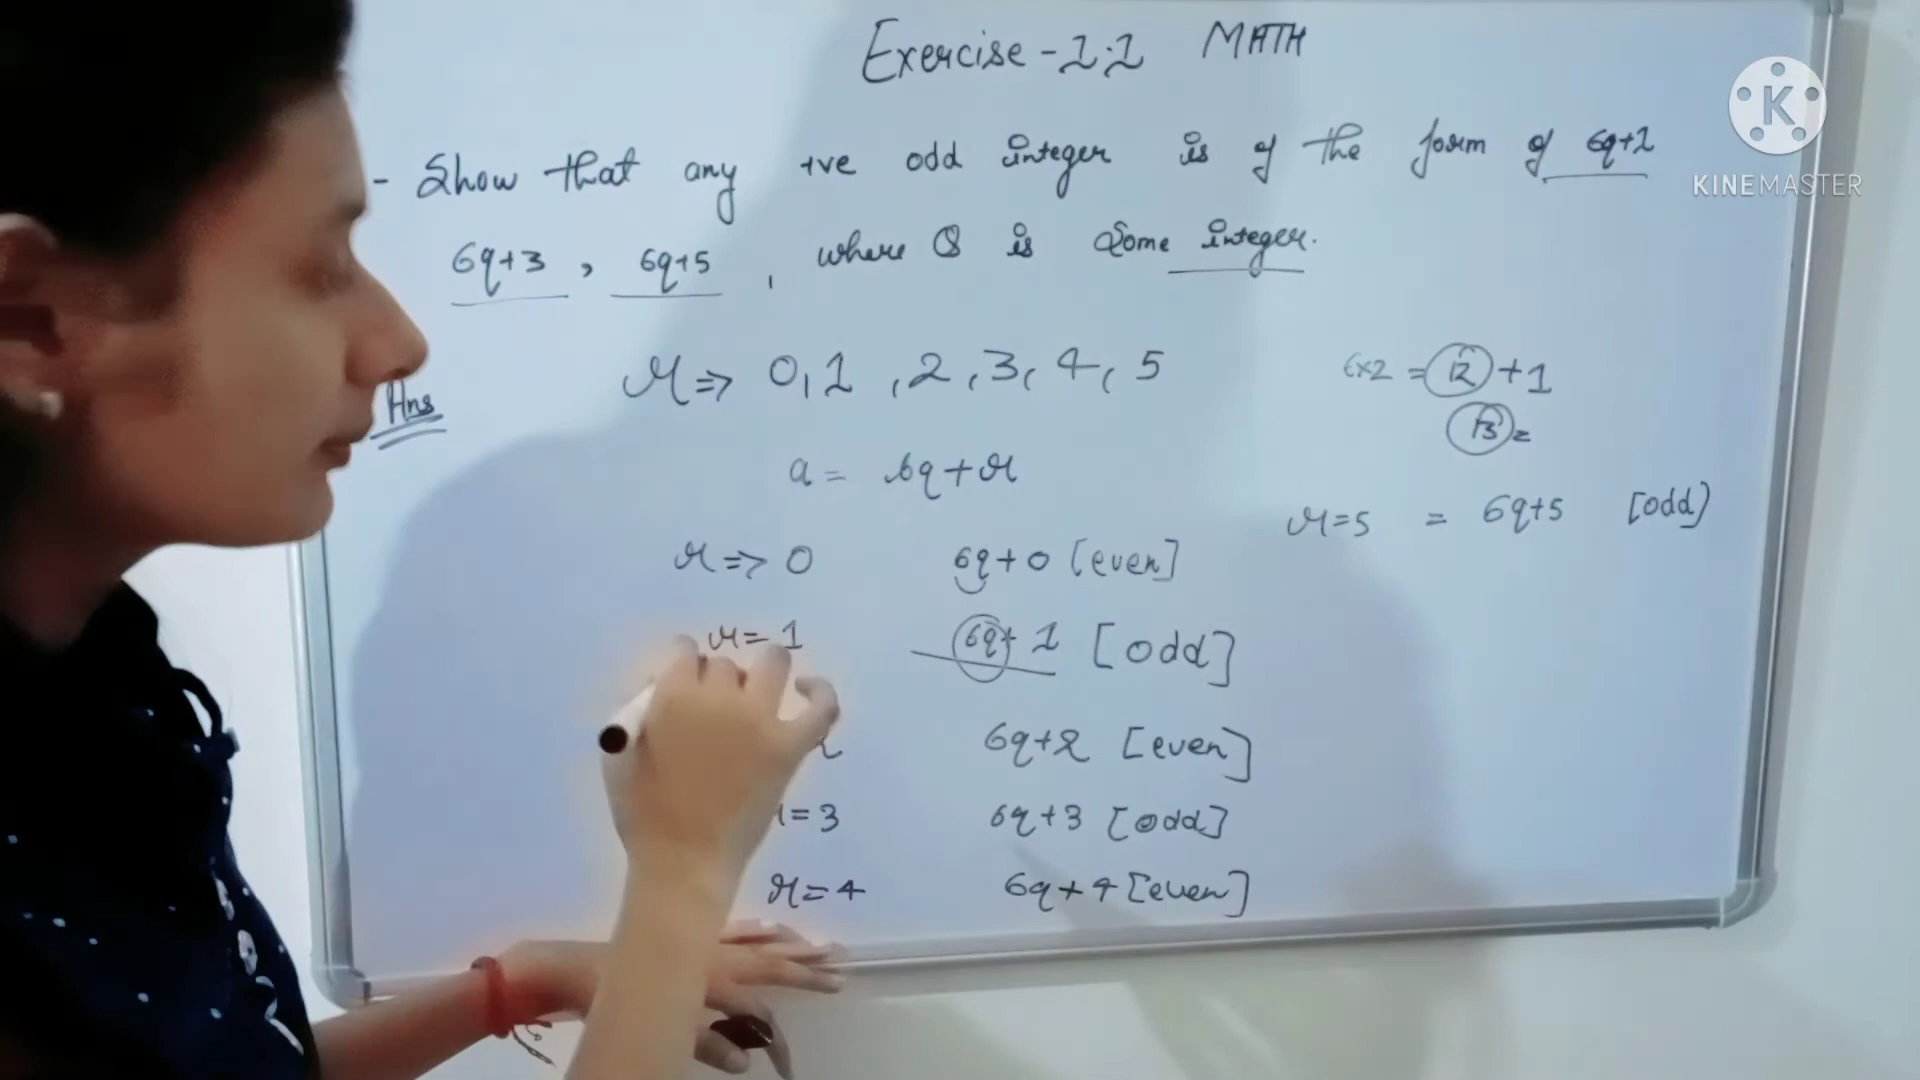 Exercise - 1.1 MATH
- Show that any +ve odd integer is of the form of 6q+1
6q+3 , 6q+5 , where Q is some integer.
Ans
r => 0, 1, 2, 3, 4, 5
6x2 = 12 + 1
13 =
a = 6q+r
r=5 = 6q+5 [odd]
r => 0 6q+0 [even]
r = 1 6q+ 1 [odd]
6q+2 [even]
=3 6q+3 [odd]
r=4 6q+4 [even]
K
KINEMASTER